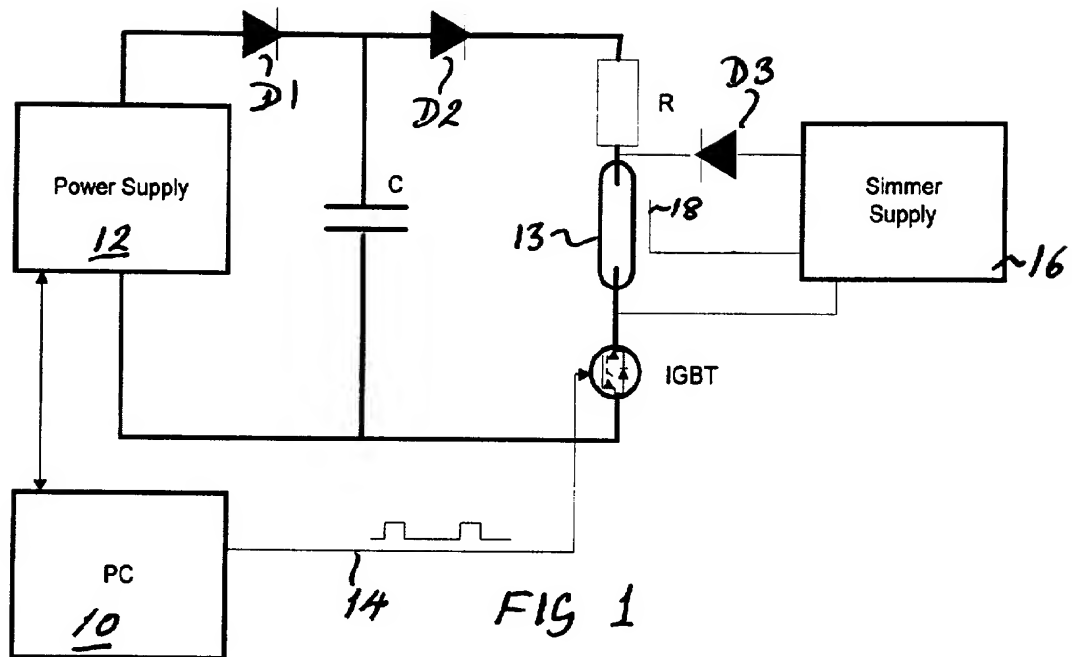 D1
D2
D3
R
Power Supply
12
C
13
18
Simmer
Supply
16
IGBT
PC
10
14
FIG 1